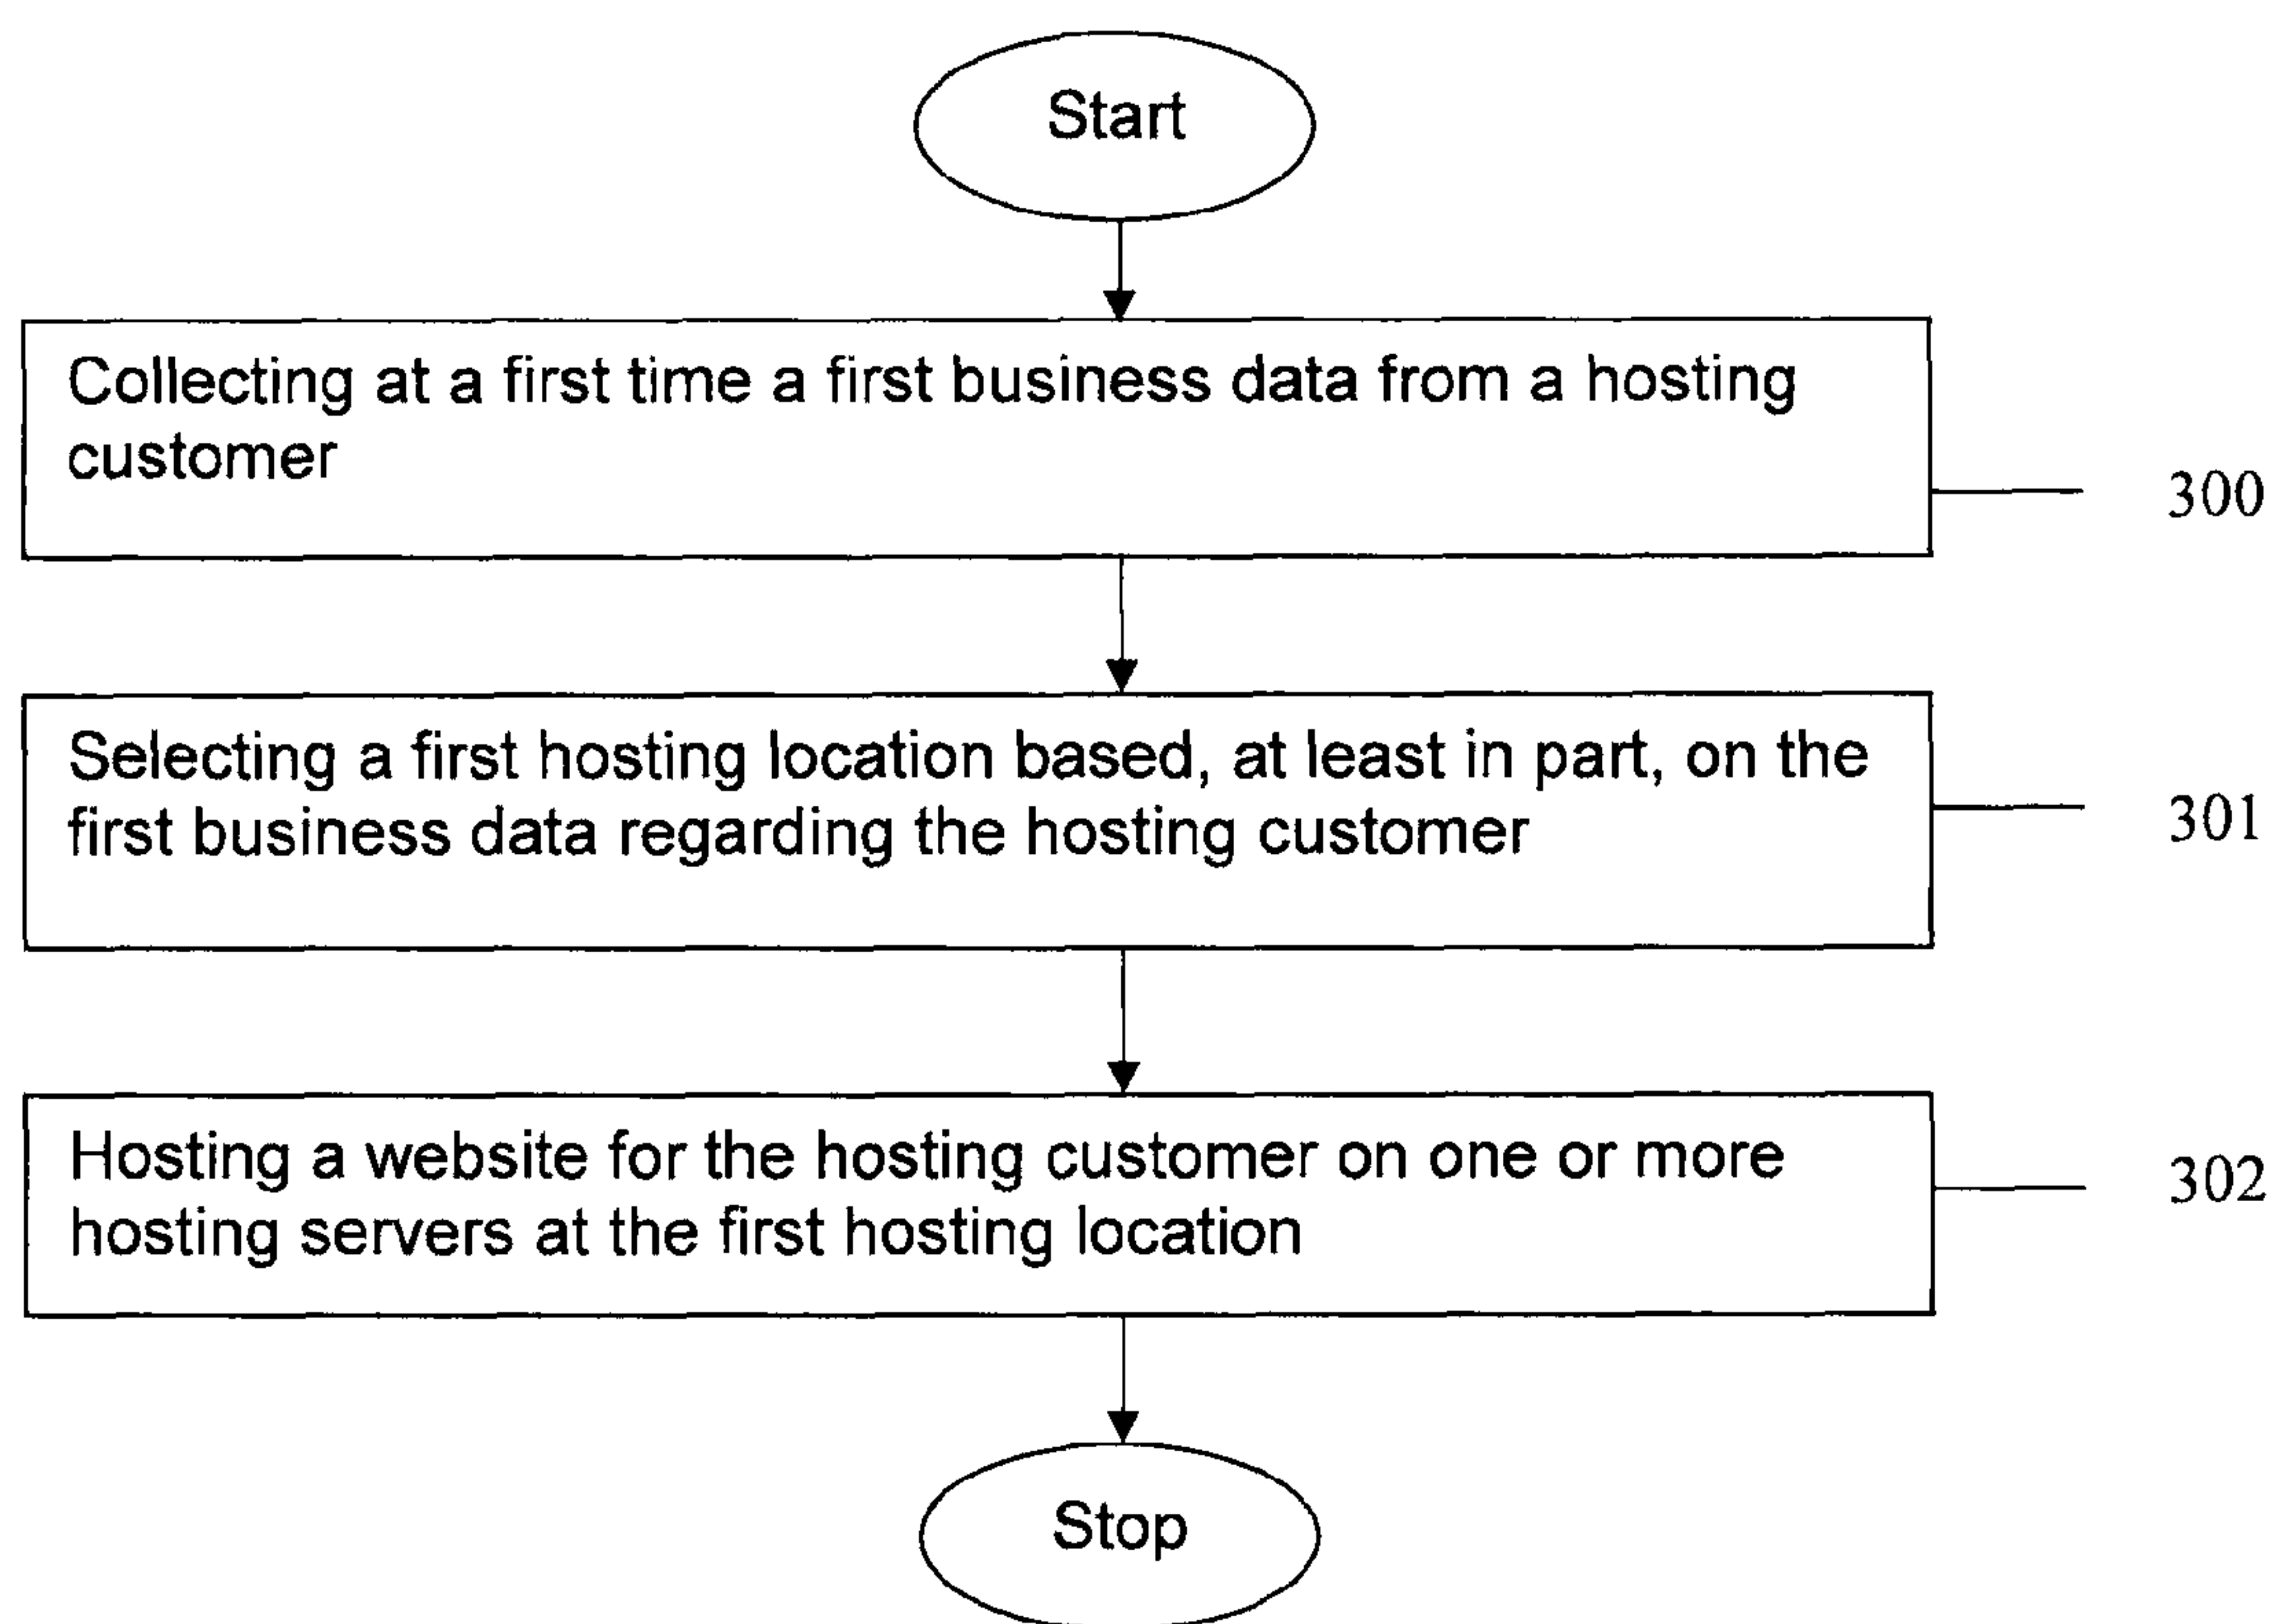 Start
Collecting at a first time a first business data from a hosting
customer
300
Selecting a first hosting location based, at least in part, on the
first business data regarding the hosting customer
301
Hosting a website for the hosting customer on one or more
hosting servers at the first hosting location
302
Stop